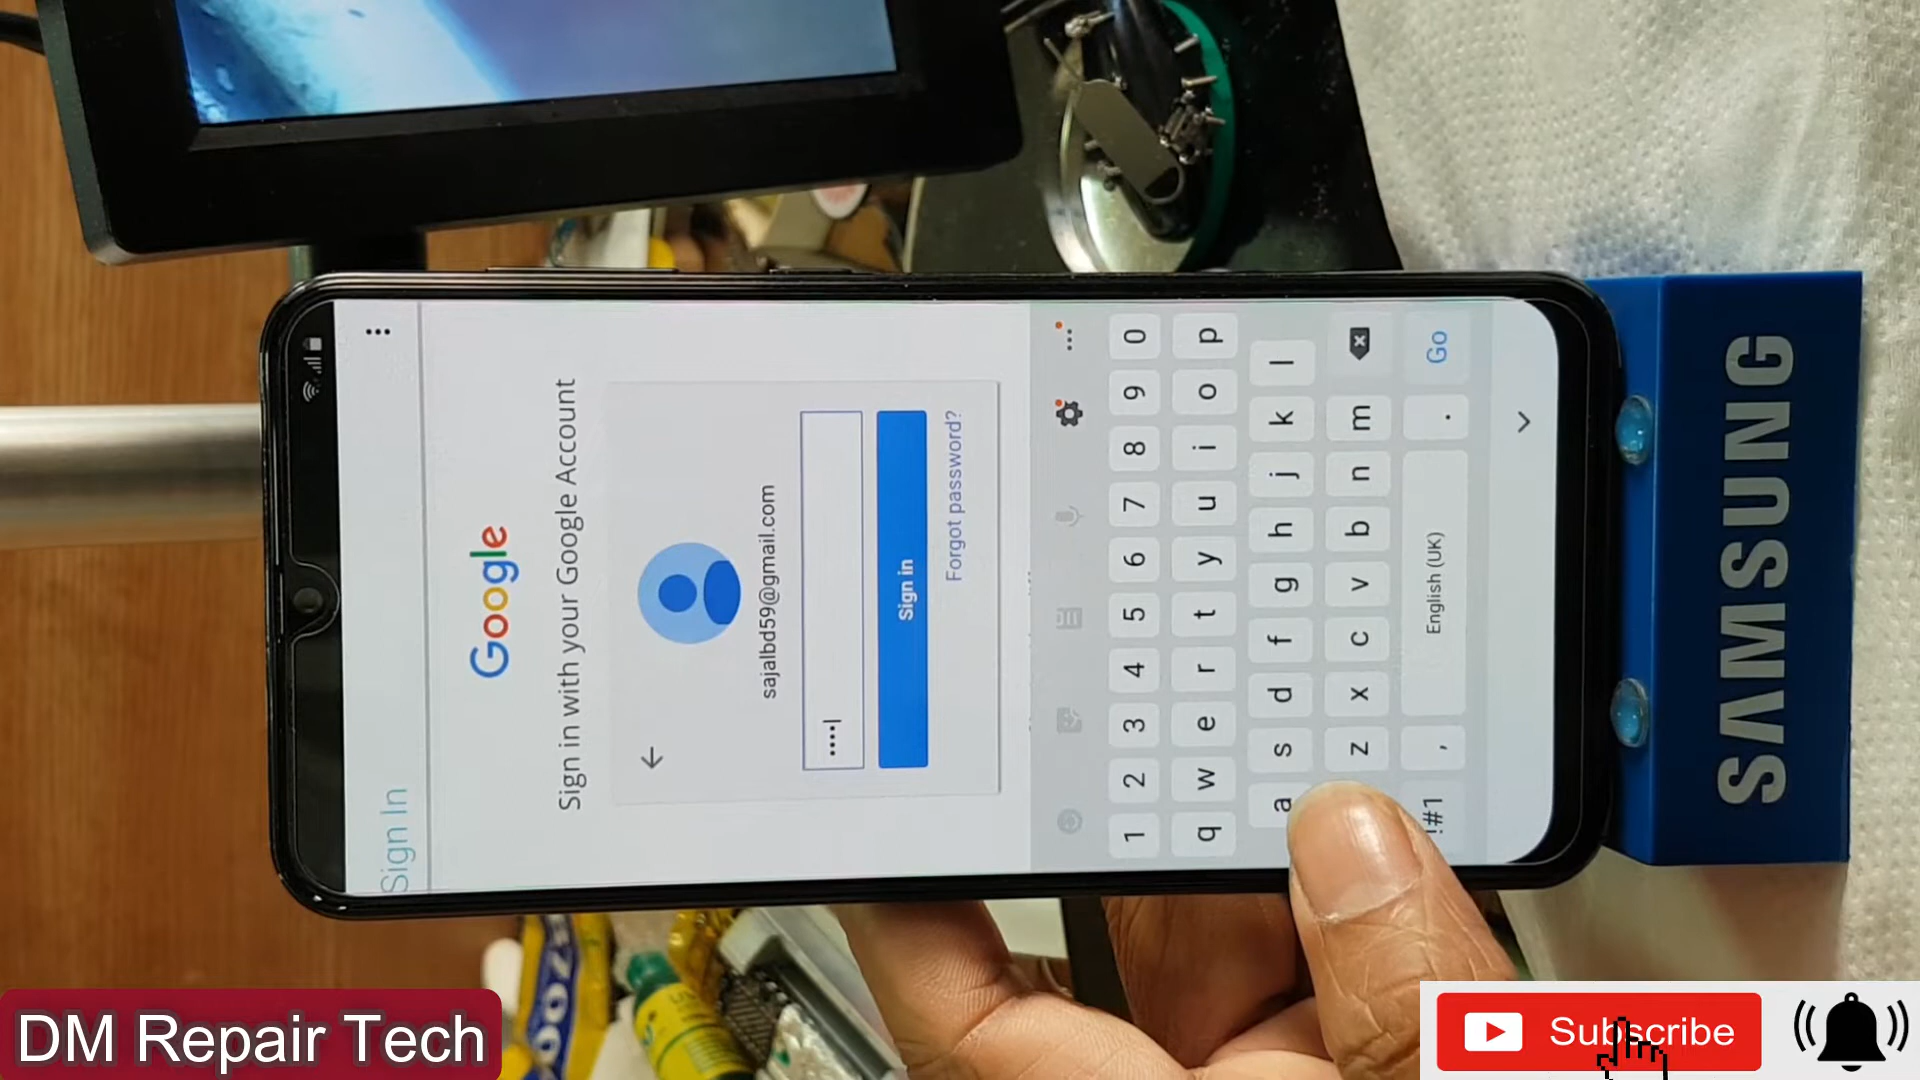 Sign In
Google
Sign in with your Google Account
sajalbd59@gmail.com
••••
Sign in
Forgot password?
1 2 3 4 5 6 7 8 9 0
q w e r t y u i o p
a s d f g h j k l
z x c v b n m
!#1 , English (UK) . Go
SAMSUNG
DM Repair Tech
Subscribe